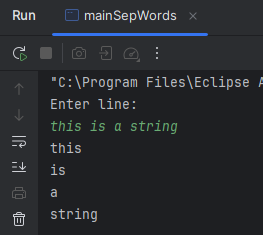 Run mainSepWords
"C:\Program Files\Eclipse A
Enter line:
this is a string
this
is
a
string